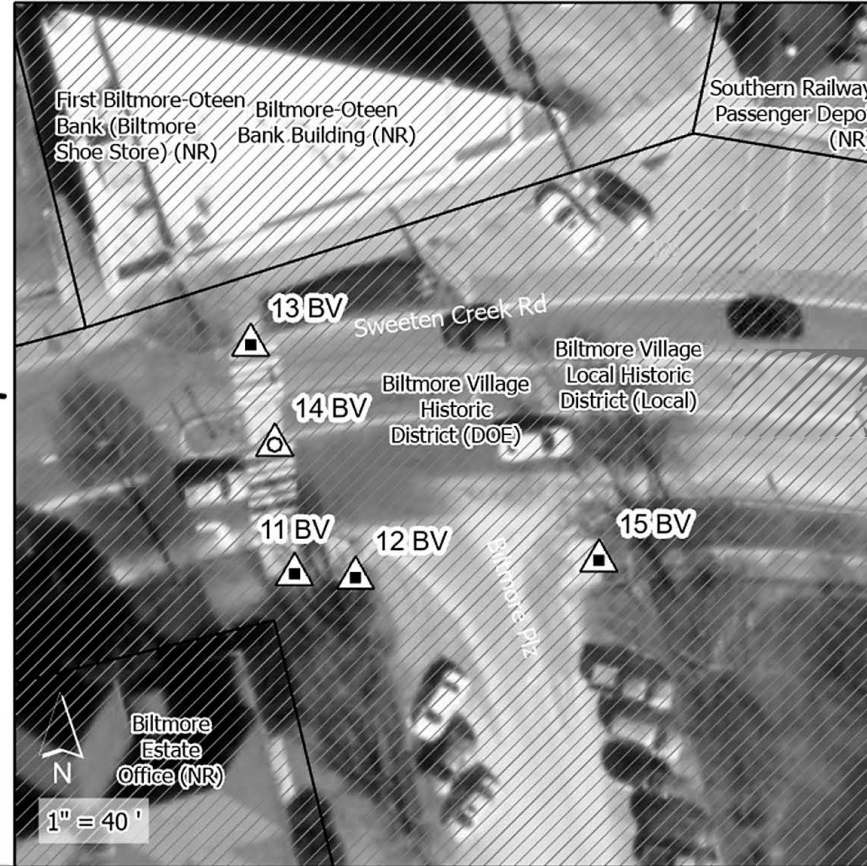 First Biltmore-Oteen
Bank (Biltmore
Shoe Store) (NR)
Biltmore-Oteen
Bank Building (NR)
Southern Railway
Passenger Depo
(NR
13 BV
Sweeten Creek Rd
Biltmore Village
Local Historic
District (Local)
Biltmore Village
Historic
District (DOE)
14 BV
11 BV
12 BV
15 BV
Biltmore Plz
Biltmore
Estate
Office (NR)
N
1" = 40 '